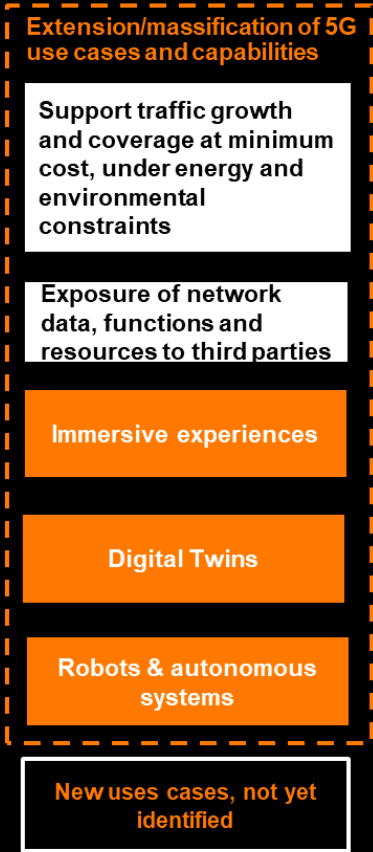 Extension/massification of 5G
use cases and capabilities
Support traffic growth
and coverage at minimum
cost, under energy and
environmental
constraints
Exposure of network
data, functions and
resources to third parties
Immersive experiences
Digital Twins
Robots & autonomous
systems
New uses cases, not yet
identified